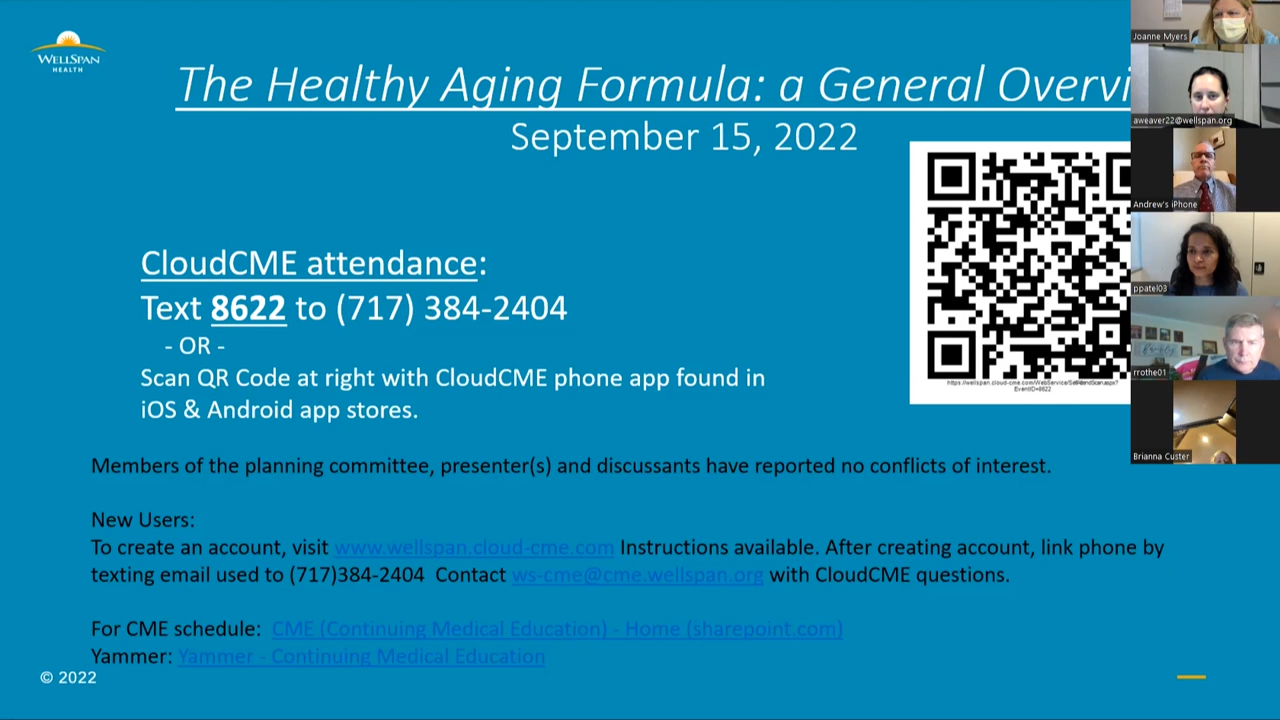 WELLSPAN
HEALTH
The Healthy Aging Formula: a General Overvi
September 15, 2022
CloudCME attendance:
Text 8622 to (717) 384-2404
- OR -
Scan QR Code at right with CloudCME phone app found in
iOS & Android app stores.
EventID=8622
Members of the planning committee, presenter(s) and discussants have reported no conflicts of interest.
New Users:
To create an account, visit www.wellspan.cloud-cme.com Instructions available. After creating account, link phone by
texting email used to (717)384-2404 Contact ws-cme@cme.wellspan.org with CloudCME questions.
For CME schedule: CME (Continuing Medical Education) - Home (sharepoint.com)
Yammer: Yammer - Continuing Medical Education
© 2022
Joanne Myers
aweaver22@wellspan.org
Andrew's iPhone
ppatel03
rrothe01
Brianna Custer